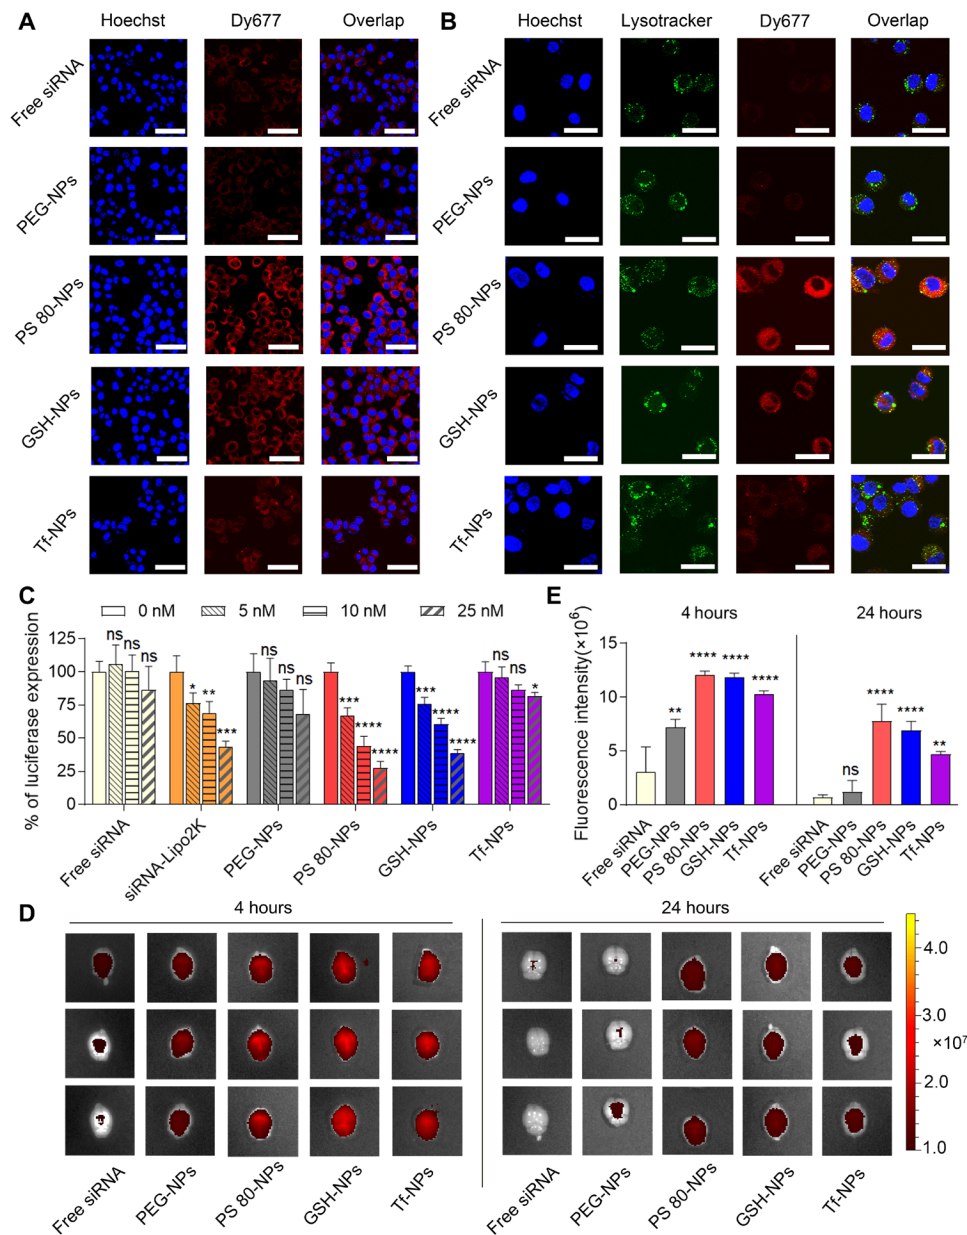 A
Hoechst
Dy677
Overlap
Free siRNA
PEG-NPs
PS 80-NPs
GSH-NPs
Tf-NPs
B
Hoechst
Lysotracker
Dy677
Overlap
Free siRNA
PEG-NPs
PS 80-NPs
GSH-NPs
Tf-NPs
C
0 nM
5 nM
10 nM
25 nM
% of luciferase expression
125
100
75
50
25
0
ns
ns
ns
*
**
***
ns
ns
ns
***
****
****
***
****
****
ns
ns
*
Free siRNA
siRNA-Lipo2K
PEG-NPs
PS 80-NPs
GSH-NPs
Tf-NPs
E
4 hours
24 hours
Fluorescence intensity(×10⁶)
15
10
5
0
**
****
****
****
ns
****
****
**
Free siRNA
PEG-NPs
PS 80-NPs
GSH-NPs
Tf-NPs
Free siRNA
PEG-NPs
PS 80-NPs
GSH-NPs
Tf-NPs
D
4 hours
24 hours
4.0
3.0
×10⁷
2.0
1.0
Free siRNA
PEG-NPs
PS 80-NPs
GSH-NPs
Tf-NPs
Free siRNA
PEG-NPs
PS 80-NPs
GSH-NPs
Tf-NPs